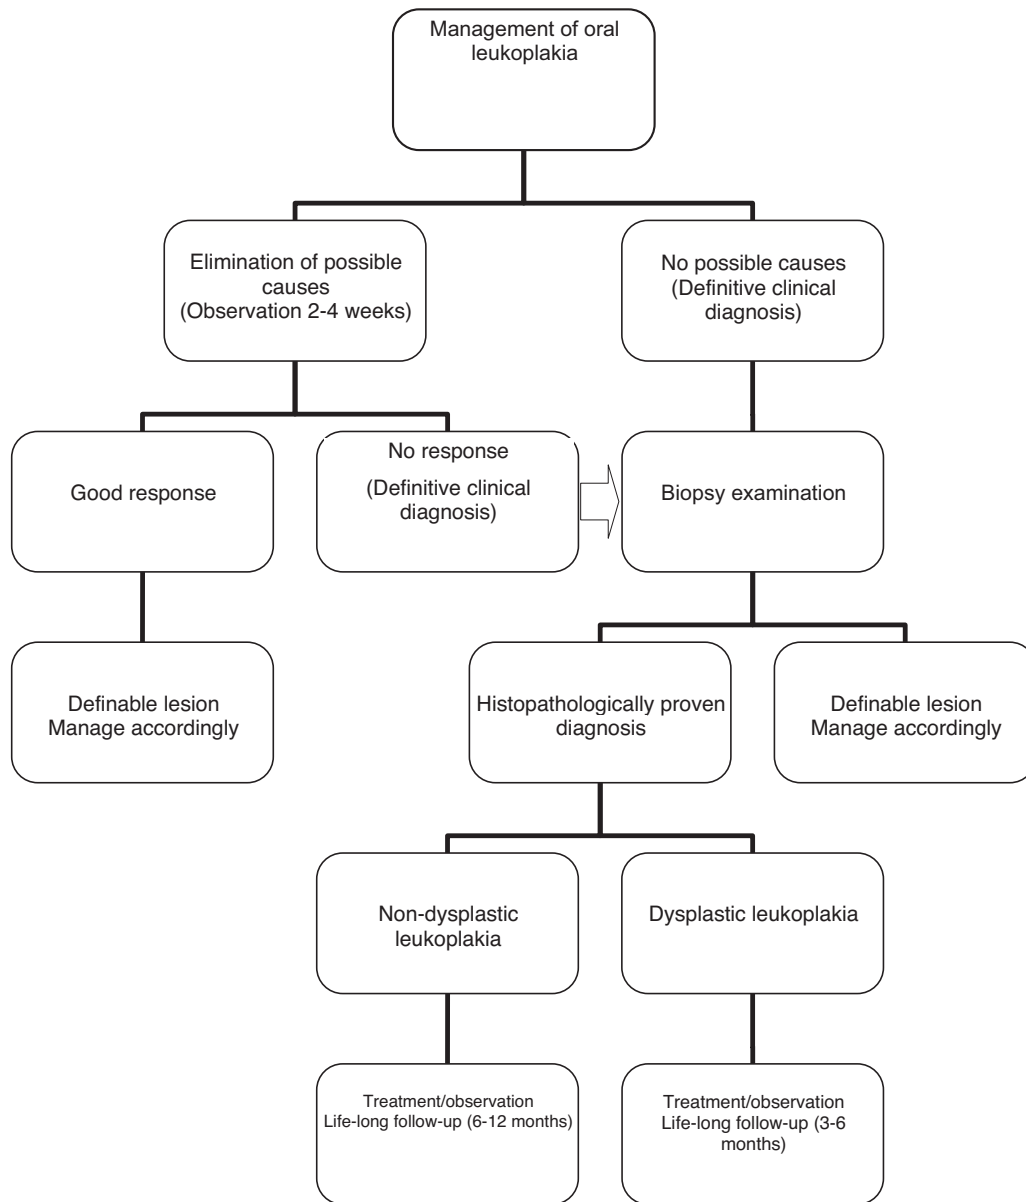 Management of oral
leukoplakia
Elimination of possible
causes
(Observation 2-4 weeks)
No possible causes
(Definitive clinical
diagnosis)
Good response
No response
(Definitive clinical
diagnosis)
Biopsy examination
Definable lesion
Manage accordingly
Histopathologically proven
diagnosis
Definable lesion
Manage accordingly
Non-dysplastic
leukoplakia
Dysplastic leukoplakia
Treatment/observation
Life-long follow-up (6-12 months)
Treatment/observation
Life-long follow-up (3-6
months)